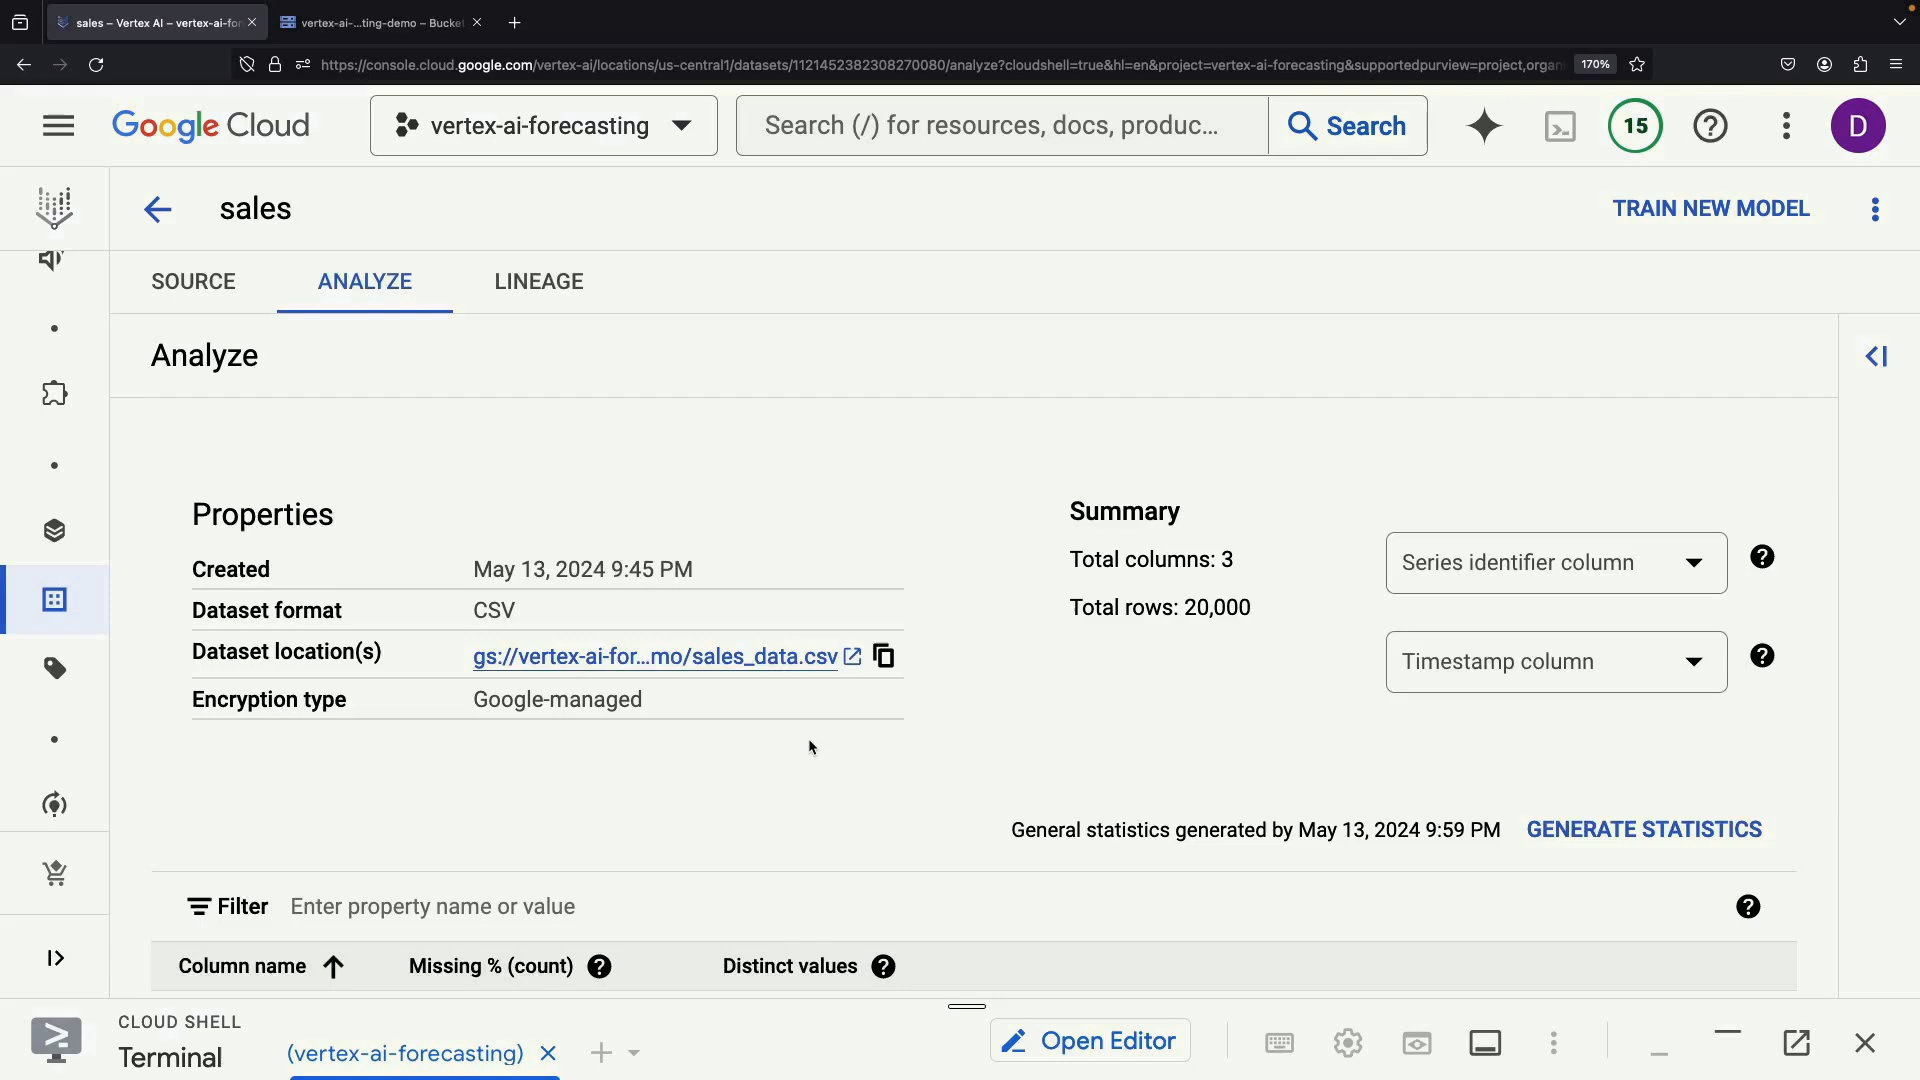 sales – Vertex AI – vertex-ai-for
vertex-ai-...ting-demo – Bucke
https://console.cloud.google.com/vertex-ai/locations/us-central1/datasets/1121452382308270080/analyze?cloudshell=true&hl=en&project=vertex-ai-forecasting&supportedpurview=project,organ
170%
Google Cloud
vertex-ai-forecasting
Search (/) for resources, docs, produc...
Search
15
D
sales
TRAIN NEW MODEL
SOURCE
ANALYZE
LINEAGE
Analyze
Properties
Created May 13, 2024 9:45 PM
Dataset format CSV
Dataset location(s) gs://vertex-ai-for...mo/sales_data.csv
Encryption type Google-managed
Summary
Total columns: 3
Total rows: 20,000
Series identifier column
Timestamp column
General statistics generated by May 13, 2024 9:59 PM
GENERATE STATISTICS
Filter
Enter property name or value
Column name
Missing % (count)
Distinct values
CLOUD SHELL
Terminal
(vertex-ai-forecasting)
Open Editor